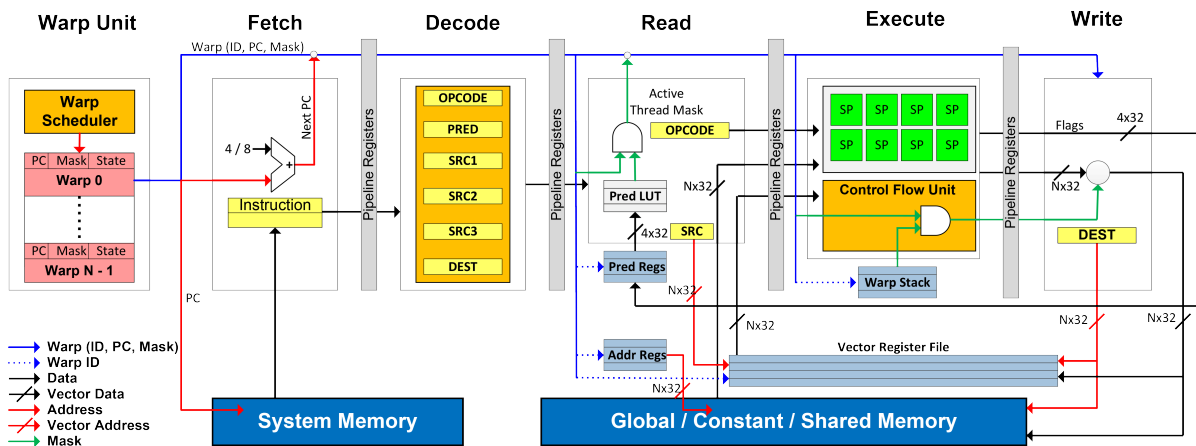 Warp Unit
Fetch
Decode
Read
Execute
Write
Warp (ID, PC, Mask)
Warp
Scheduler
PC Mask State
Warp 0
PC Mask State
Warp N - 1
PC
4 / 8
+
Next PC
Instruction
Pipeline Registers
OPCODE
PRED
SRC1
SRC2
SRC3
DEST
Pipeline Registers
Active
Thread Mask
OPCODE
Pred LUT
4x32
SRC
Pred Regs
Nx32
Addr Regs
Nx32
Nx32
Nx32
Pipeline Registers
SP SP SP SP
SP SP SP SP
Control Flow Unit
Warp Stack
Pipeline Registers
Flags
4x32
Nx32
DEST
Nx32
Nx32
Vector Register File
System Memory
Global / Constant / Shared Memory
Warp (ID, PC, Mask)
Warp ID
Data
Vector Data
Address
Vector Address
Mask